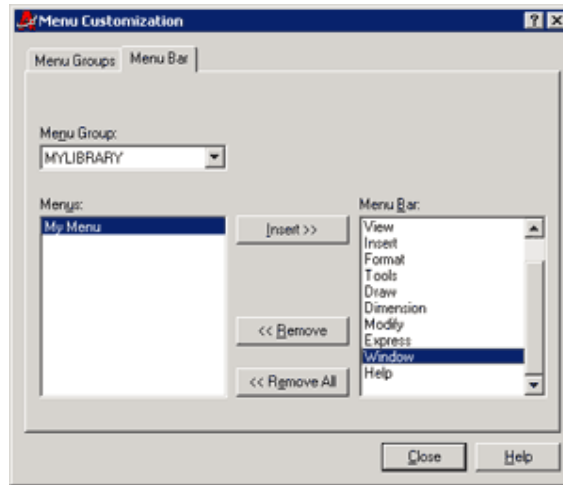 Menu Customization
Menu Groups Menu Bar
Menu Group:
MYLIBRARY
Menus:
My Menu
Insert >>
<< Remove
<< Remove All
Menu Bar:
View
Insert
Format
Tools
Draw
Dimension
Modify
Express
Window
Help
Close Help